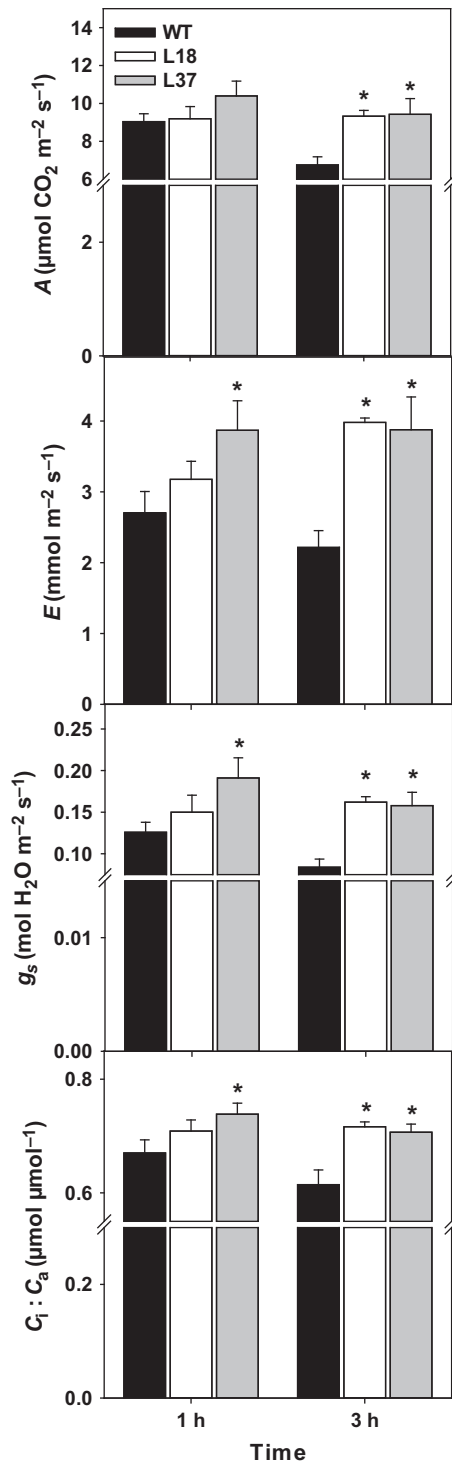 14
12
10
8
6
2
0
A (µmol CO₂ m⁻² s⁻¹)
WT
L18
L37
* *
4
3
2
1
0
E (mmol m⁻² s⁻¹)
* * *
0.25
0.20
0.15
0.10
0.01
0.00
gₛ (mol H₂O m⁻² s⁻¹)
* * *
0.8
0.6
0.2
0.0
Cᵢ : Cₐ (µmol µmol⁻¹)
* * *
1 h 3 h
Time